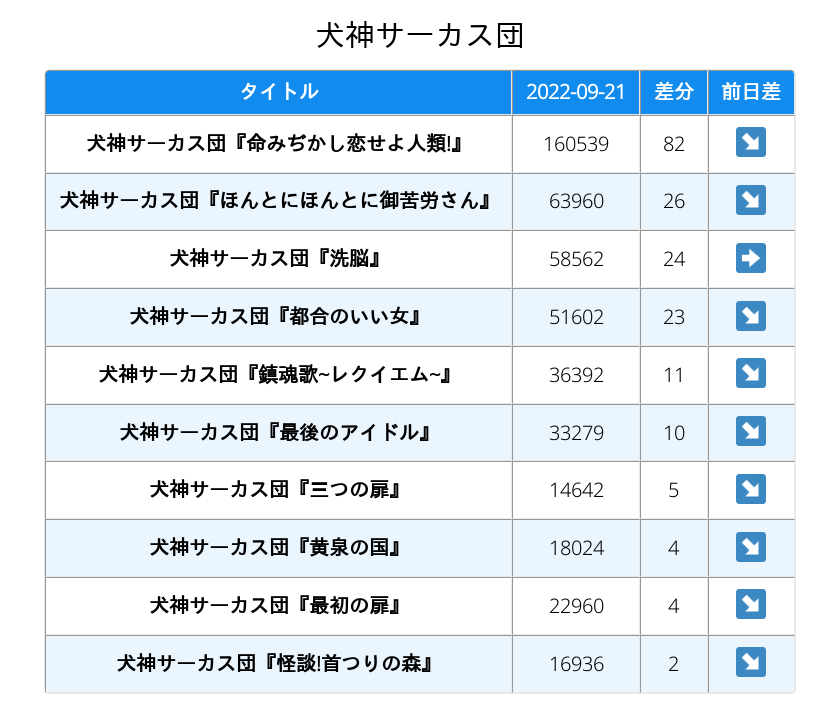 犬神サーカス団
タイトル 2022-09-21 差分 前日差
犬神サーカス団『命みぢかし恋せよ人類!』 160539 82 ↘
犬神サーカス団『ほんとにほんとに御苦労さん』 63960 26 ↘
犬神サーカス団『洗脳』 58562 24 ➡
犬神サーカス団『都合のいい女』 51602 23 ↘
犬神サーカス団『鎮魂歌~レクイエム~』 36392 11 ↘
犬神サーカス団『最後のアイドル』 33279 10 ↘
犬神サーカス団『三つの扉』 14642 5 ↘
犬神サーカス団『黄泉の国』 18024 4 ↘
犬神サーカス団『最初の扉』 22960 4 ↘
犬神サーカス団『怪談!首つりの森』 16936 2 ↘